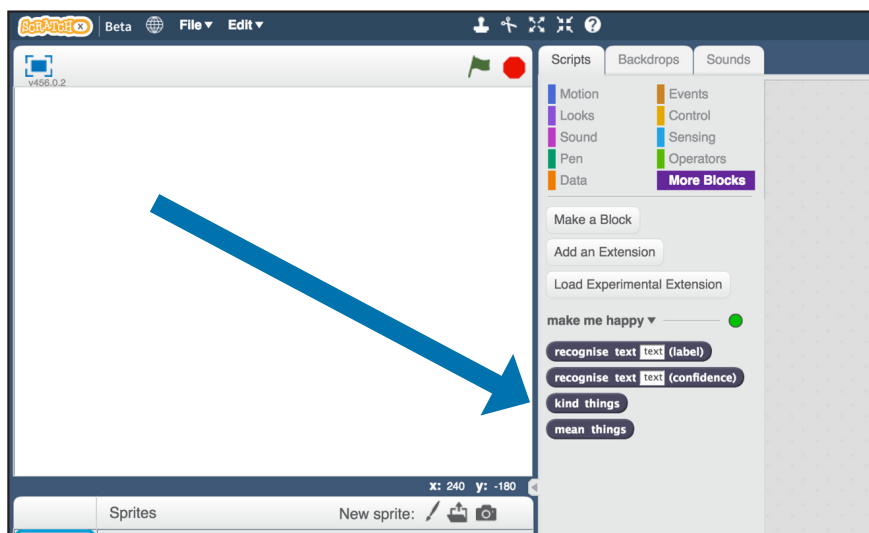 SCRATCHX Beta File▼ Edit▼
v456.0.2
Scripts Backdrops Sounds
Motion Events
Looks Control
Sound Sensing
Pen Operators
Data More Blocks
Make a Block
Add an Extension
Load Experimental Extension
make me happy ▼
recognise text text (label)
recognise text text (confidence)
kind things
mean things
x: 240 y: -180
Sprites New sprite: